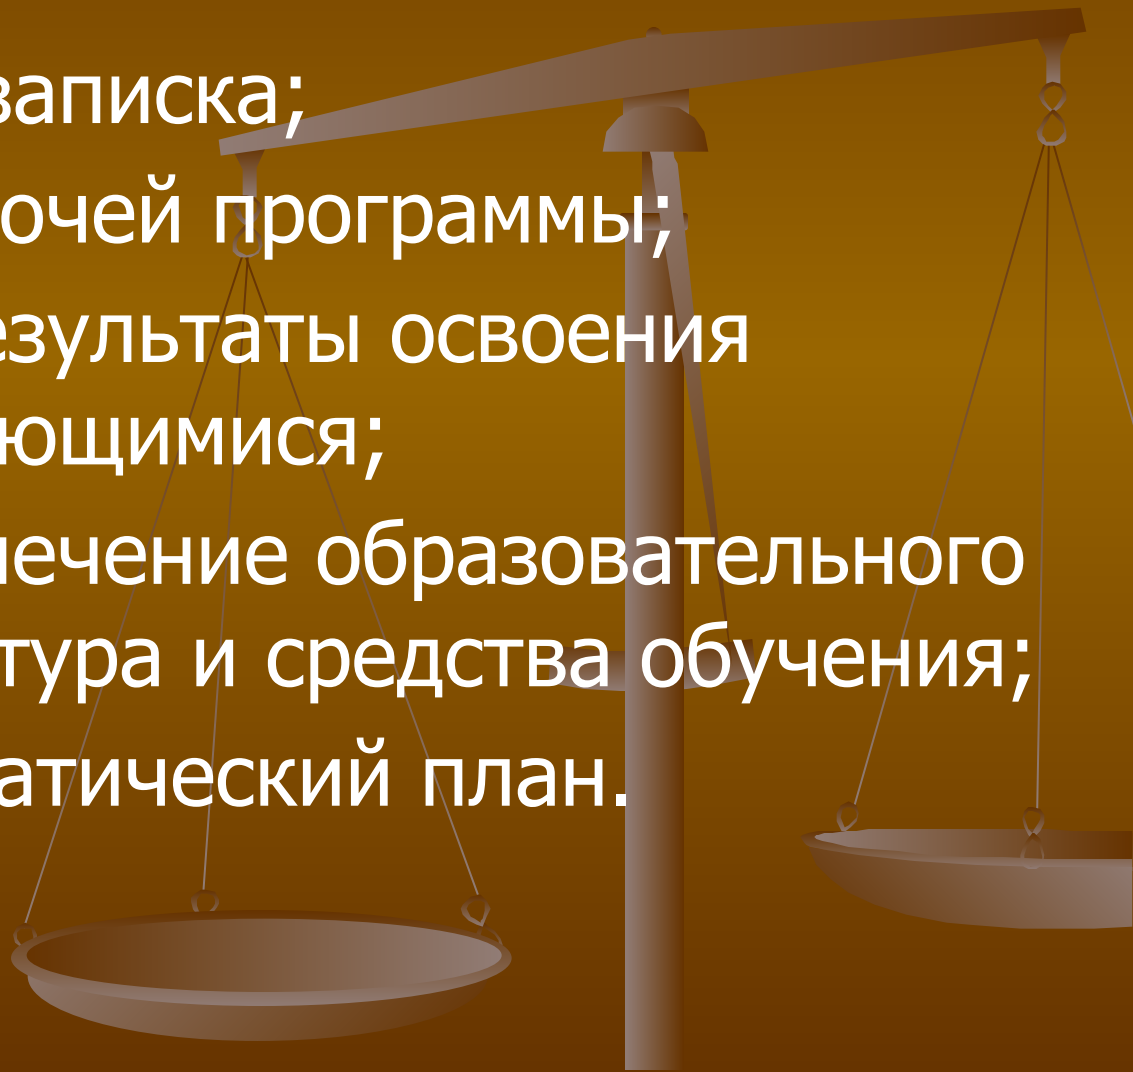 записка;
очей программы;
езультаты освоения
ющимися;
ечение образовательного
тура и средства обучения;
атический план.